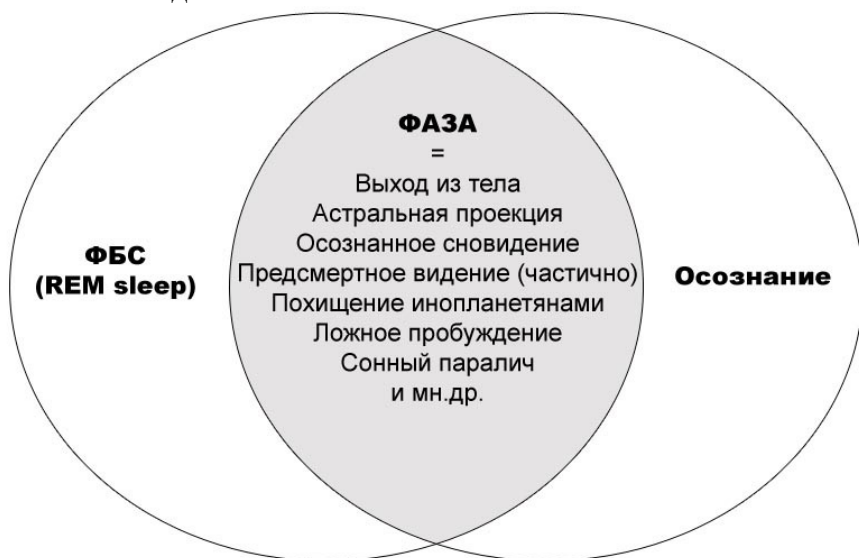 ФАЗА
=
Выход из тела
Астральная проекция
Осознанное сновидение
Предсмертное видение (частично)
Похищение инопланетянами
Ложное пробуждение
Сонный паралич
и мн.др.
ФБС
(REM sleep)
Осознание